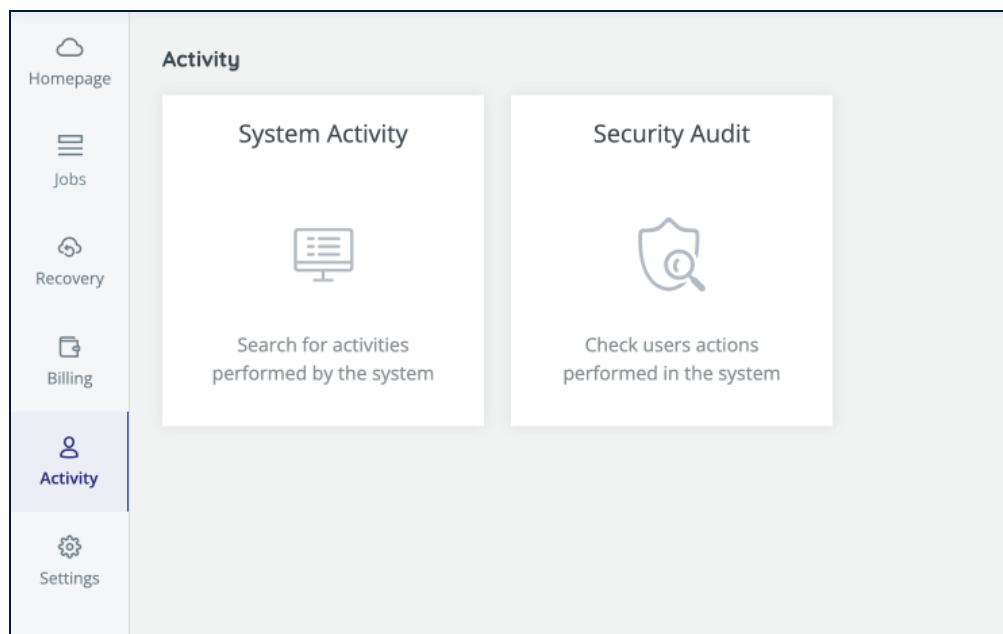 Homepage
Jobs
Recovery
Billing
Activity
Settings
Activity
System Activity
Search for activities
performed by the system
Security Audit
Check users actions
performed in the system